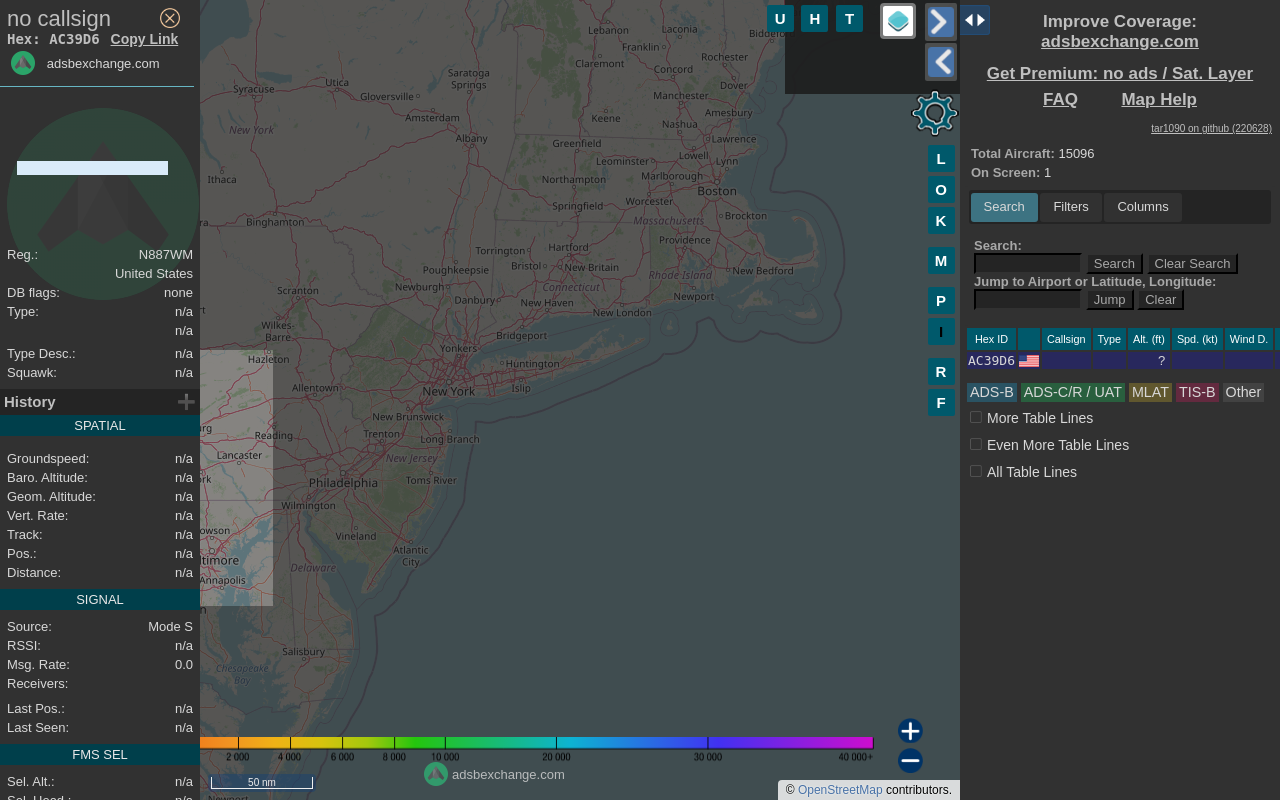 no callsign
Hex: AC39D6 Copy Link
adsbexchange.com
Reg.: N887WM
United States
DB flags: none
Type: n/a
n/a
Type Desc.: n/a
Squawk: n/a
History
SPATIAL
Groundspeed: n/a
Baro. Altitude: n/a
Geom. Altitude: n/a
Vert. Rate: n/a
Track: n/a
Pos.: n/a
Distance: n/a
SIGNAL
Source: Mode S
RSSI: n/a
Msg. Rate: 0.0
Receivers:
Last Pos.: n/a
Last Seen: n/a
FMS SEL
Sel. Alt.: n/a
Sel. Head.: n/a
U H T
L
O
K
M
P
I
R
F
Lebanon
Laconia
Franklin
Claremont
Rochester
Concord
Dover
Saratoga
Springs
Utica
Syracuse
Gloversville
Manchester
Amesbury
Keene
Amsterdam
Nashua
New York
Albany
Lawrence
Greenfield
Lowell
Leominster
Lynn
Ithaca
Northampton
Marlborough
Boston
Worcester
Springfield
Brockton
Binghamton
Massachusetts
Providence
Hartford
Torrington
Bristol
New Britain
New Bedford
Poughkeepsie
Rhode Island
Connecticut
Newburgh
Scranton
Danbury
New Haven
Newport
New London
Wilkes-
Barre
Bridgeport
Yonkers
Hazleton
Huntington
Allentown
New York
Islip
New Brunswick
Reading
Trenton
Long Branch
Lancaster
New Jersey
Philadelphia
Toms River
Wilmington
Vineland
Atlantic
City
Delaware
Annapolis
Salisbury
Chesapeake
Bay
Newport
2 000 4 000 6 000 8 000 10 000 20 000 30 000 40 000+
50 nm
adsbexchange.com
© OpenStreetMap contributors.
Improve Coverage:
adsbexchange.com
Get Premium: no ads / Sat. Layer
FAQ Map Help
tar1090 on github (220628)
Total Aircraft: 15096
On Screen: 1
Search Filters Columns
Search:
Search Clear Search
Jump to Airport or Latitude, Longitude:
Jump Clear
Hex ID Callsign Type Alt. (ft) Spd. (kt) Wind D.
AC39D6 ?
ADS-B ADS-C/R / UAT MLAT TIS-B Other
More Table Lines
Even More Table Lines
All Table Lines